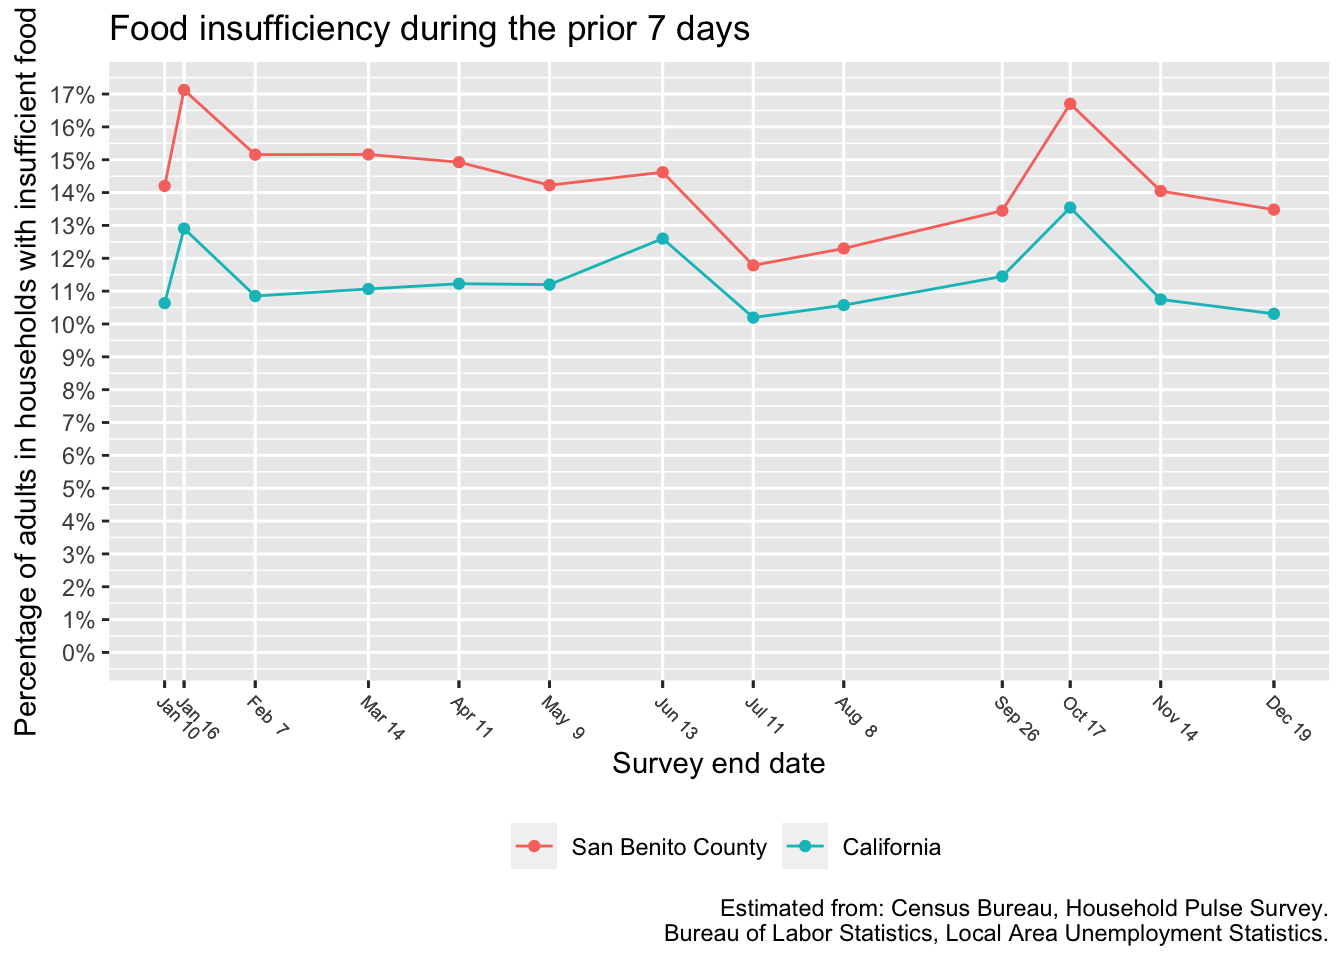 Food insufficiency during the prior 7 days
Percentage of adults in households with insufficient food
17%
16%
15%
14%
13%
12%
11%
10%
9%
8%
7%
6%
5%
4%
3%
2%
1%
0%
Jan 10
Jan 16
Feb 7
Mar 14
Apr 11
May 9
Jun 13
Jul 11
Aug 8
Sep 26
Oct 17
Nov 14
Dec 19
Survey end date
San Benito County
California
Estimated from: Census Bureau, Household Pulse Survey.
Bureau of Labor Statistics, Local Area Unemployment Statistics.